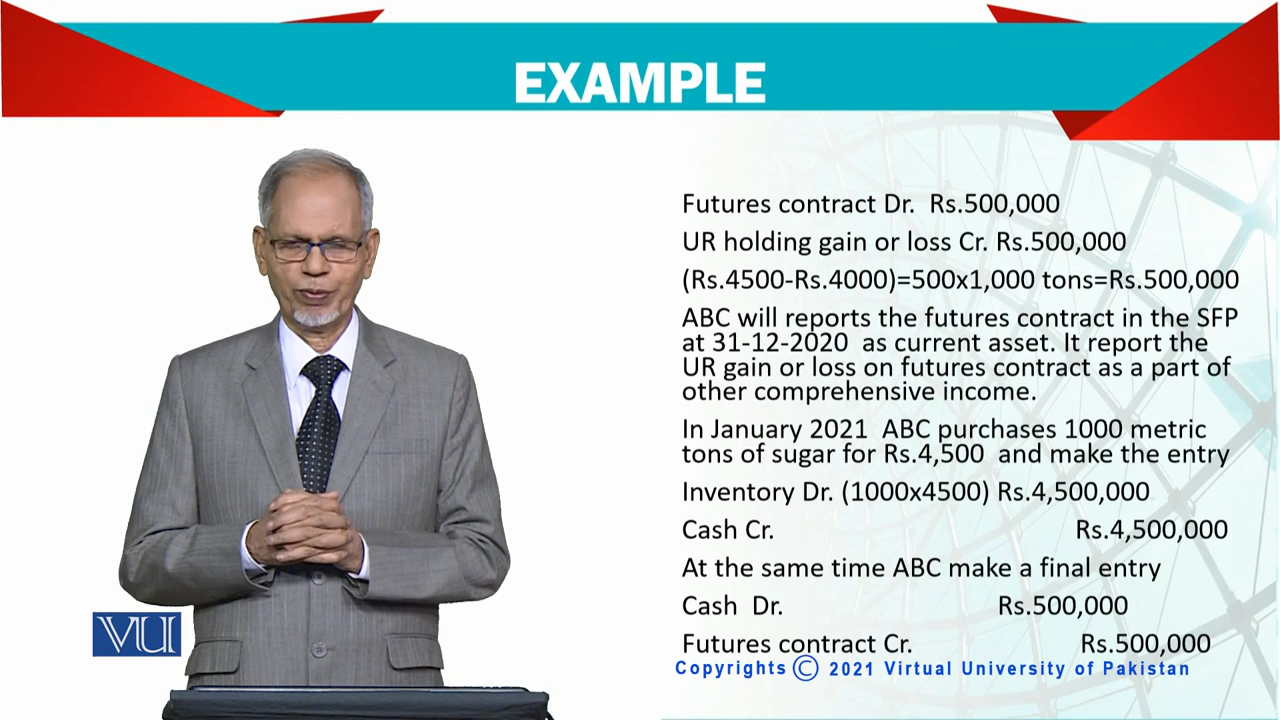 EXAMPLE
Futures contract Dr. Rs.500,000
UR holding gain or loss Cr. Rs.500,000
(Rs.4500-Rs.4000)=500x1,000 tons=Rs.500,000
ABC will reports the futures contract in the SFP
at 31-12-2020 as current asset. It report the
UR gain or loss on futures contract as a part of
other comprehensive income.
In January 2021 ABC purchases 1000 metric
tons of sugar for Rs.4,500 and make the entry
Inventory Dr. (1000x4500) Rs.4,500,000
Cash Cr. Rs.4,500,000
At the same time ABC make a final entry
Cash Dr. Rs.500,000
Futures contract Cr. Rs.500,000
VU
Copyrights © 2021 Virtual University of Pakistan